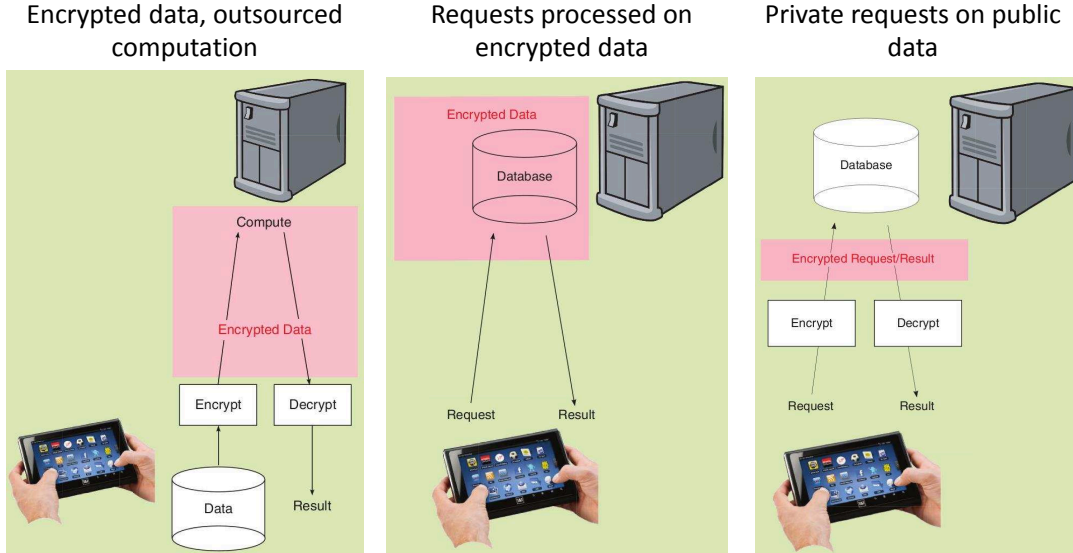 Encrypted data, outsourced
computation
Compute
Encrypted Data
Encrypt
Decrypt
Data
Result
Requests processed on
encrypted data
Encrypted Data
Database
Request
Result
Private requests on public
data
Database
Encrypted Request/Result
Encrypt
Decrypt
Request
Result